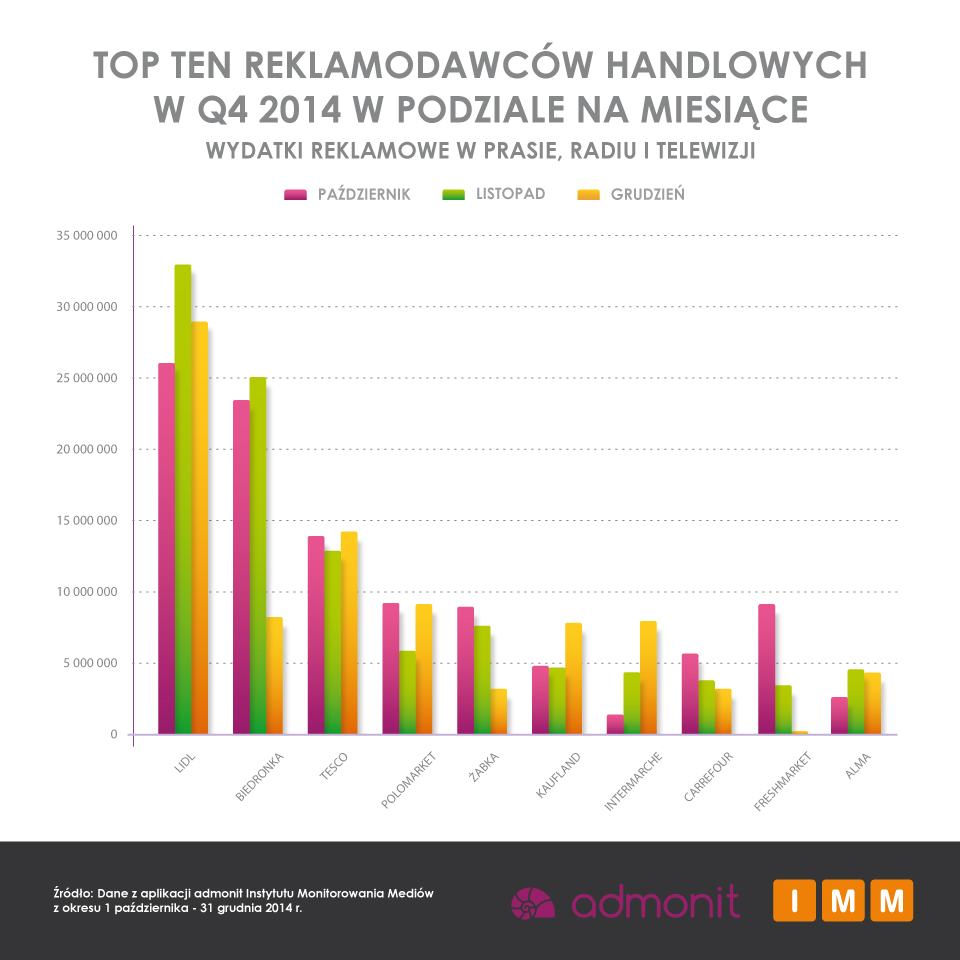 TOP TEN REKLAMODAWCÓW HANDLOWYCH
W Q4 2014 W PODZIALE NA MIESIĄCE
WYDATKI REKLAMOWE W PRASIE, RADIU I TELEWIZJI
PAŹDZIERNIK LISTOPAD GRUDZIEŃ
35 000 000
30 000 000
25 000 000
20 000 000
15 000 000
10 000 000
5 000 000
0
LIDL
BIEDRONKA
TESCO
POLOMARKET
ŻABKA
KAUFLAND
INTERMARCHE
CARREFOUR
FRESHMARKET
ALMA
Źródło: Dane z aplikacji admonit Instytutu Monitorowania Mediów
z okresu 1 października - 31 grudnia 2014 r.
admonit
I M M